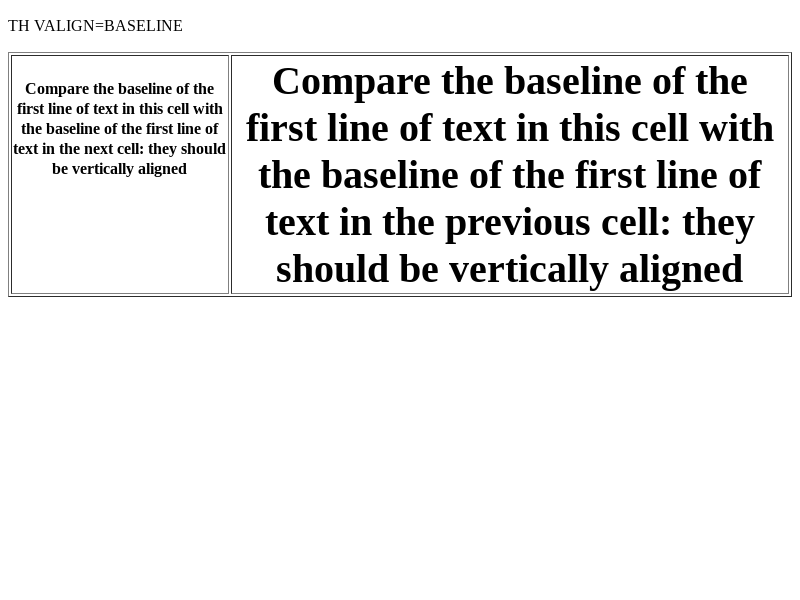 TH VALIGN=BASELINE
Compare the baseline of the
first line of text in this cell with
the baseline of the first line of
text in the next cell: they should
be vertically aligned
Compare the baseline of the
first line of text in this cell with
the baseline of the first line of
text in the previous cell: they
should be vertically aligned